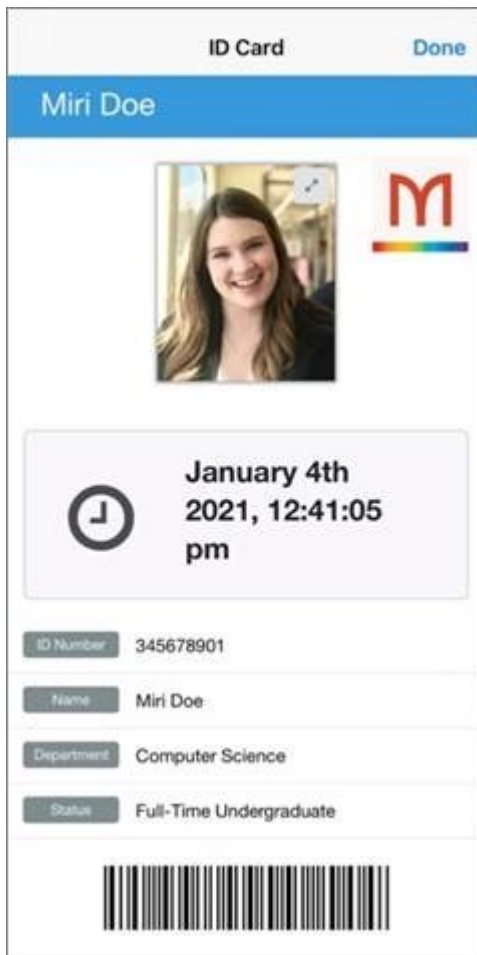 ID Card
Done
Miri Doe
M
January 4th
2021, 12:41:05
pm
ID Number 345678901
Name Miri Doe
Department Computer Science
Status Full-Time Undergraduate